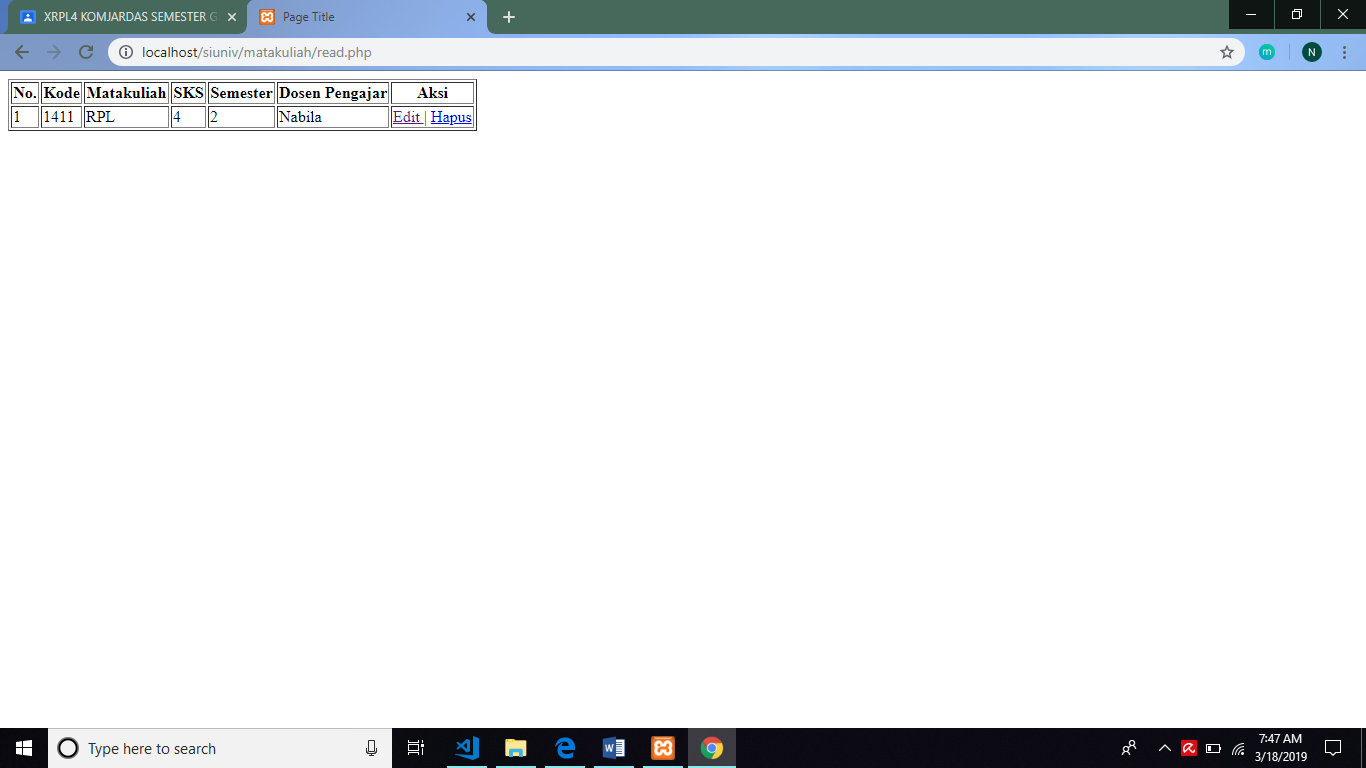 XRPL4 KOMJARDAS SEMESTER G
Page Title
localhost/siuniv/matakuliah/read.php
m
N
No. Kode Matakuliah SKS Semester Dosen Pengajar Aksi
1 1411 RPL 4 2 Nabila Edit | Hapus
Type here to search
7:47 AM
3/18/2019